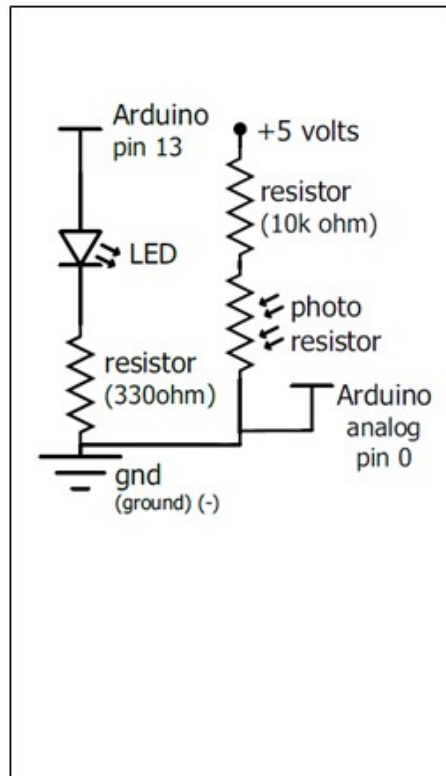 Arduino
pin 13
+5 volts
resistor
(10k ohm)
LED
photo
resistor
resistor
(330ohm)
Arduino
analog
pin 0
gnd
(ground) (-)